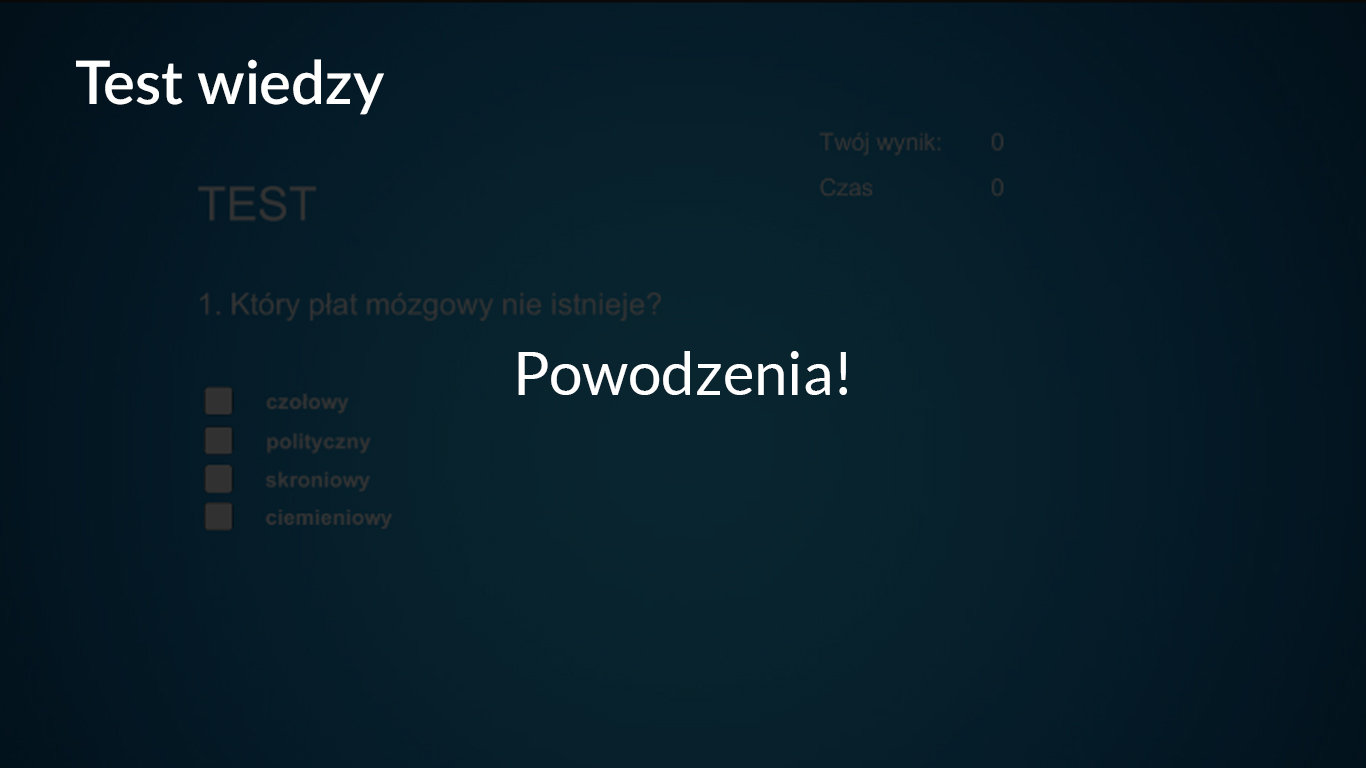 Test wiedzy
Twój wynik: 0
Czas 0
TEST
1. Który płat mózgowy nie istnieje?
Powodzenia!
czołowy
polityczny
skroniowy
ciemieniowy